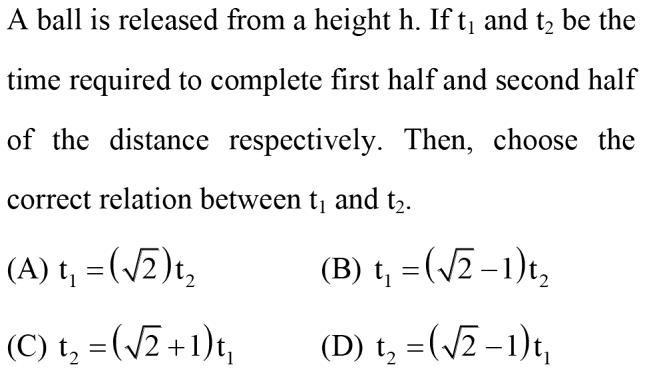 A ball is released from a height h. If t₁ and t₂ be the
time required to complete first half and second half
of the distance respectively. Then, choose the
correct relation between t₁ and t₂.
(A) t₁ = (√2)t₂ (B) t₁ = (√2 – 1)t₂
(C) t₂ = (√2 + 1)t₁ (D) t₂ = (√2 – 1)t₁